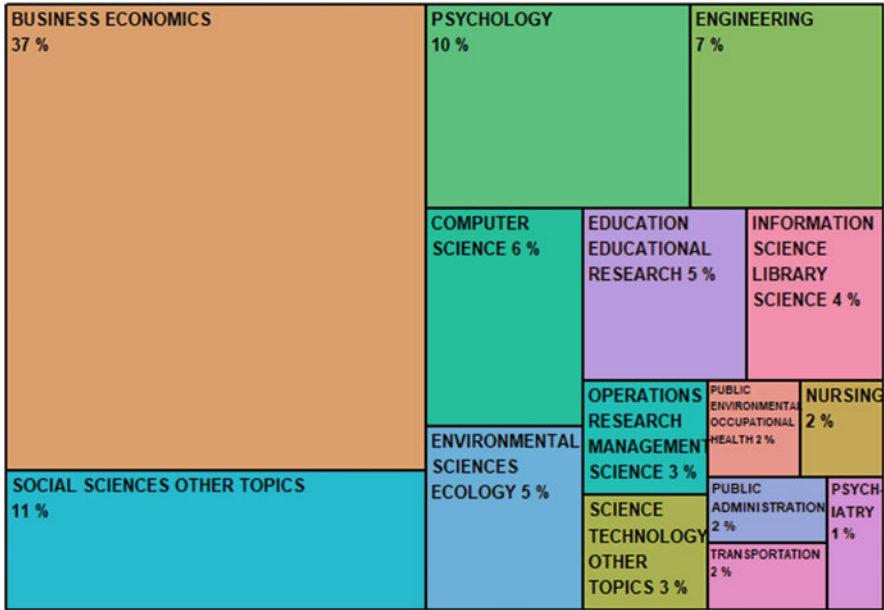 BUSINESS ECONOMICS
37 %
PSYCHOLOGY
10 %
ENGINEERING
7 %
COMPUTER
SCIENCE 6 %
EDUCATION
EDUCATIONAL
RESEARCH 5 %
INFORMATION
SCIENCE
LIBRARY
SCIENCE 4 %
OPERATIONS
RESEARCH
MANAGEMENT
SCIENCE 3 %
PUBLIC
ENVIRONMENTAL
OCCUPATIONAL
HEALTH 2 %
NURSING
2 %
ENVIRONMENTAL
SCIENCES
ECOLOGY 5 %
SOCIAL SCIENCES OTHER TOPICS
11 %
SCIENCE
TECHNOLOGY
OTHER
TOPICS 3 %
PUBLIC
ADMINISTRATION
2 %
PSYCH-
IATRY
1 %
TRANSPORTATION
2 %